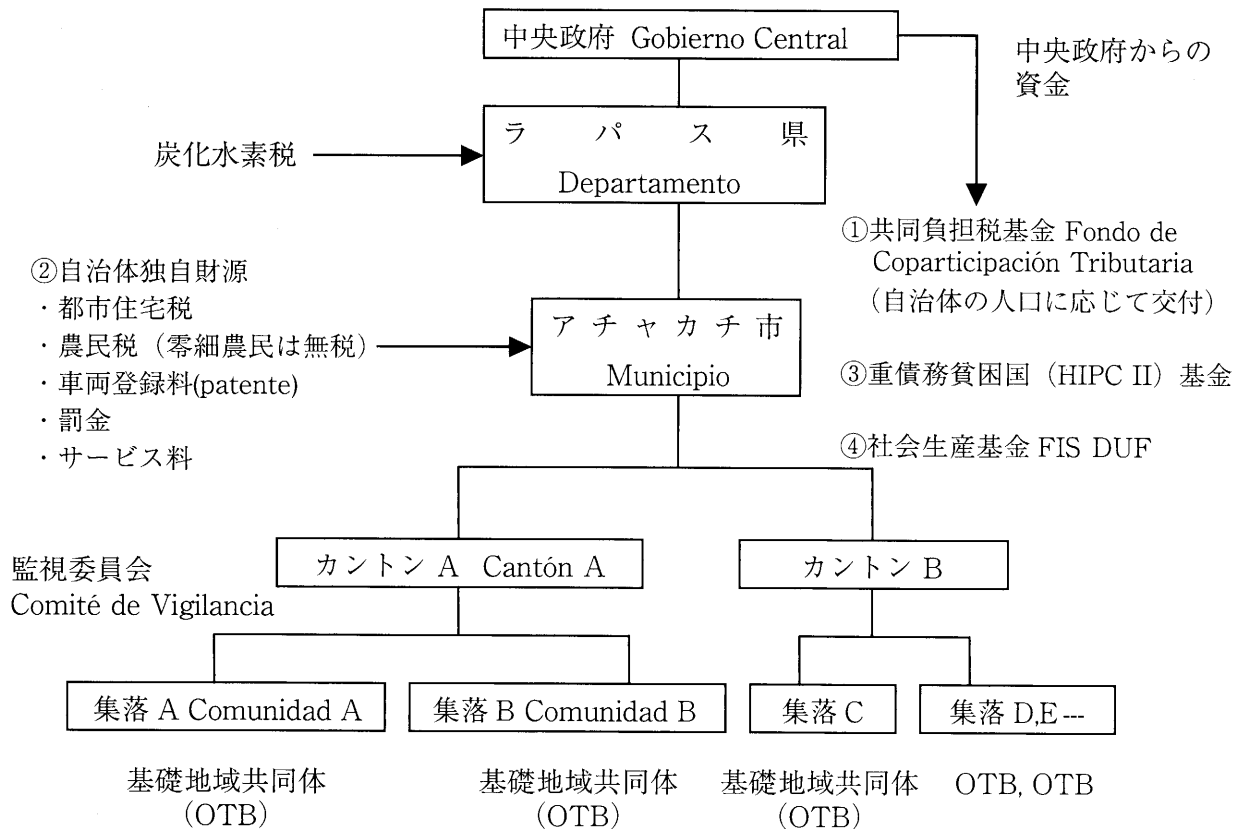 中央政府 Gobierno Central
中央政府からの
資金
ラパス県
Departamento
炭化水素税
①共同負担税基金 Fondo de
Coparticipación Tributaria
（自治体の人口に応じて交付）
②自治体独自財源
・都市住宅税
・農民税（零細農民は無税）
・車両登録料(patente)
・罰金
・サービス料
アチャカチ市
Municipio
③重債務貧困国（HIPC II）基金
④社会生産基金 FIS DUF
監視委員会
Comité de Vigilancia
カントン A Cantón A
カントン B
集落 A Comunidad A
集落 B Comunidad B
集落 C
集落 D,E---
基礎地域共同体
（OTB）
基礎地域共同体
（OTB）
基礎地域共同体
（OTB）
OTB, OTB